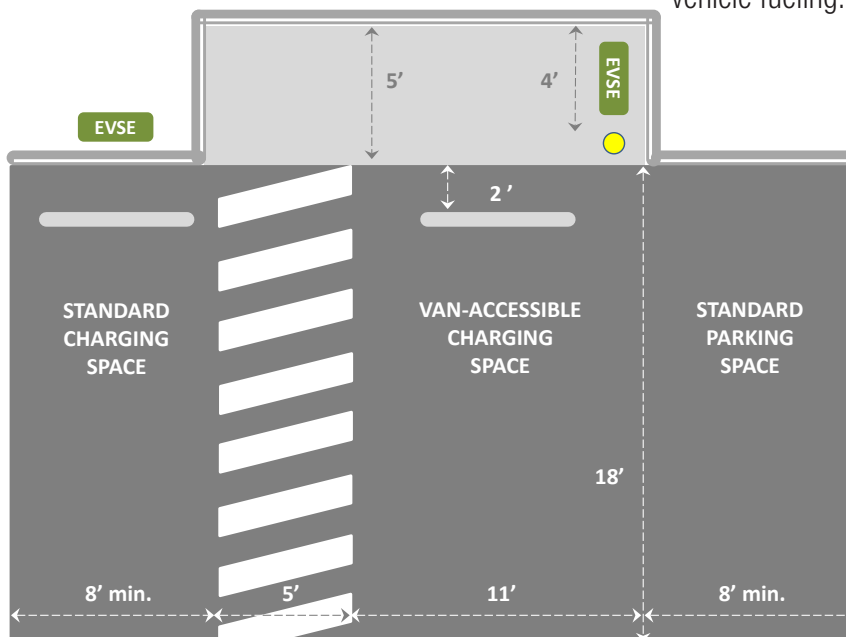 vehicle fueling.
5’
4’
EVSE
EVSE
2 ’
STANDARD
CHARGING
SPACE
VAN-ACCESSIBLE
CHARGING
SPACE
STANDARD
PARKING
SPACE
18’
8’ min.
5’
11’
8’ min.